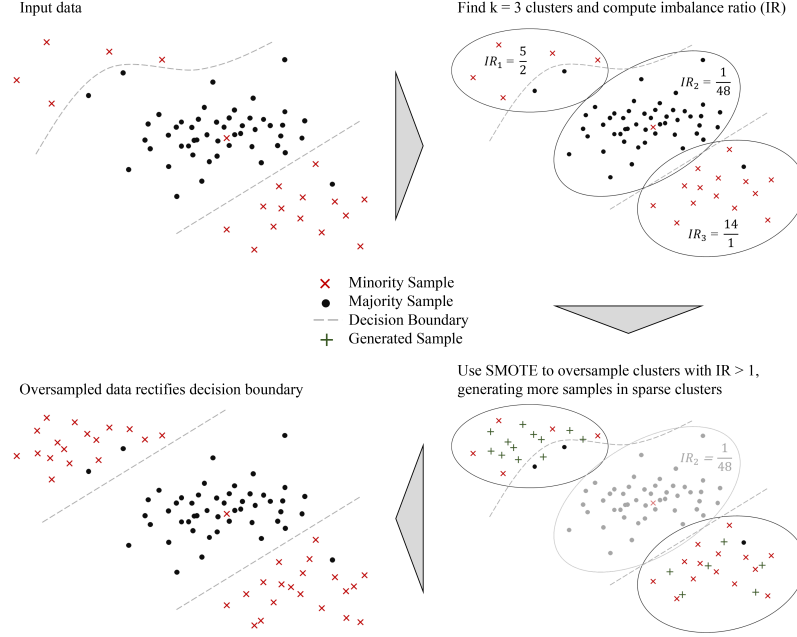 Input data
Find k = 3 clusters and compute imbalance ratio (IR)
IR₁ = 5/2
IR₂ = 1/48
IR₃ = 14/1
Minority Sample
Majority Sample
Decision Boundary
Generated Sample
Oversampled data rectifies decision boundary
Use SMOTE to oversample clusters with IR > 1,
generating more samples in sparse clusters
IR₂ = 1/48